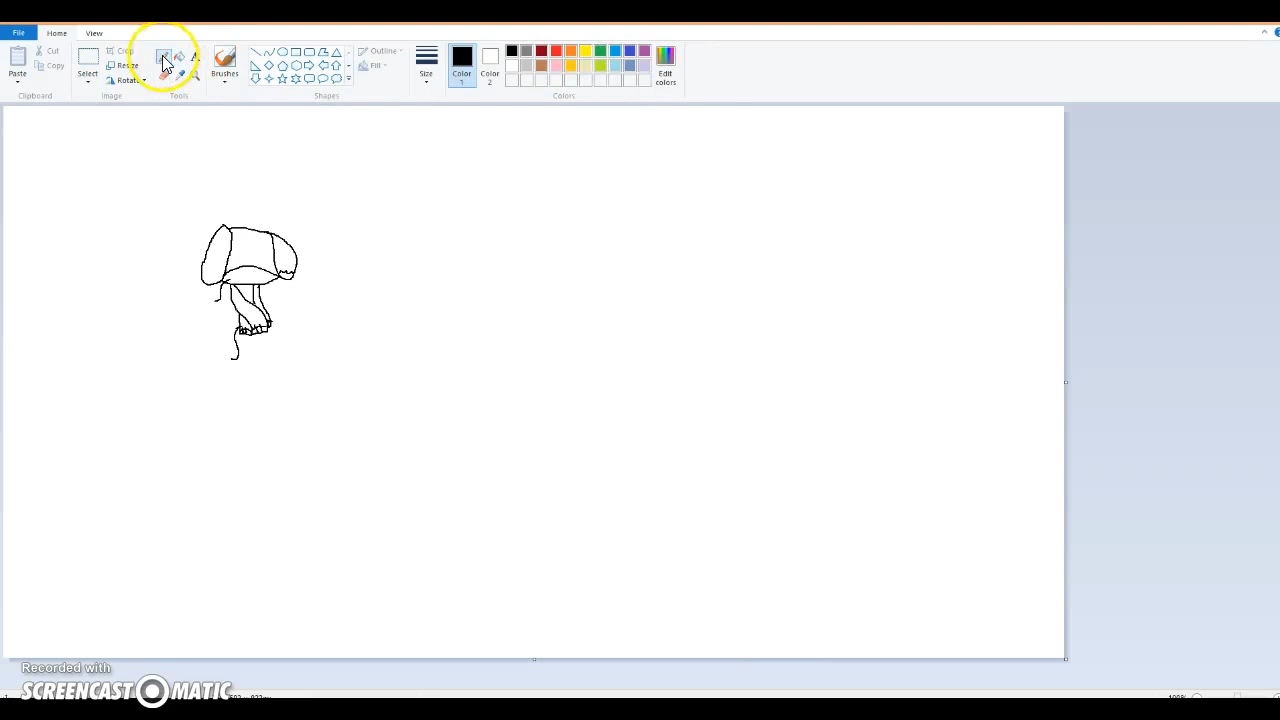 File Home View
Cut Crop Outline
Copy Resize Fill
Paste Select Rotate A Brushes Size Color 1 Color 2 Edit colors
Clipboard Image Tools Shapes Colors
Recorded with
SCREENCAST MATIC
100%